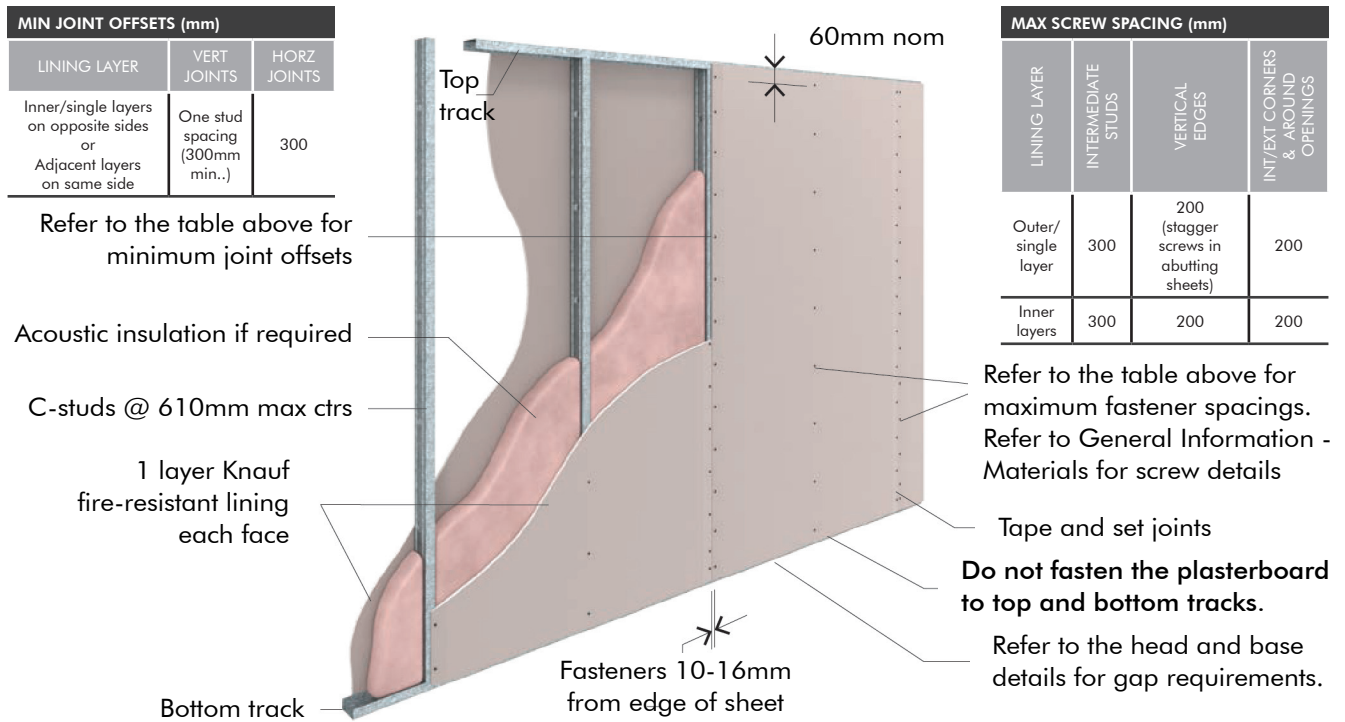 MIN JOINT OFFSETS (mm)
LINING LAYER
VERT
JOINTS
HORZ
JOINTS
Inner/single layers
on opposite sides
or
Adjacent layers
on same side
One stud
spacing
(300mm
min..)
300
Refer to the table above for
minimum joint offsets
Acoustic insulation if required
C-studs @ 610mm max ctrs
1 layer Knauf
fire-resistant lining
each face
Bottom track
Top
track
60mm nom
Fasteners 10-16mm
from edge of sheet
MAX SCREW SPACING (mm)
LINING LAYER
INTERMEDIATE
STUDS
VERTICAL
EDGES
INT/EXT CORNERS
& AROUND
OPENINGS
Outer/
single
layer
300
200
(stagger
screws in
abutting
sheets)
200
Inner
layers
300
200
200
Refer to the table above for
maximum fastener spacings.
Refer to General Information -
Materials for screw details
Tape and set joints
Do not fasten the plasterboard
to top and bottom tracks.
Refer to the head and base
details for gap requirements.